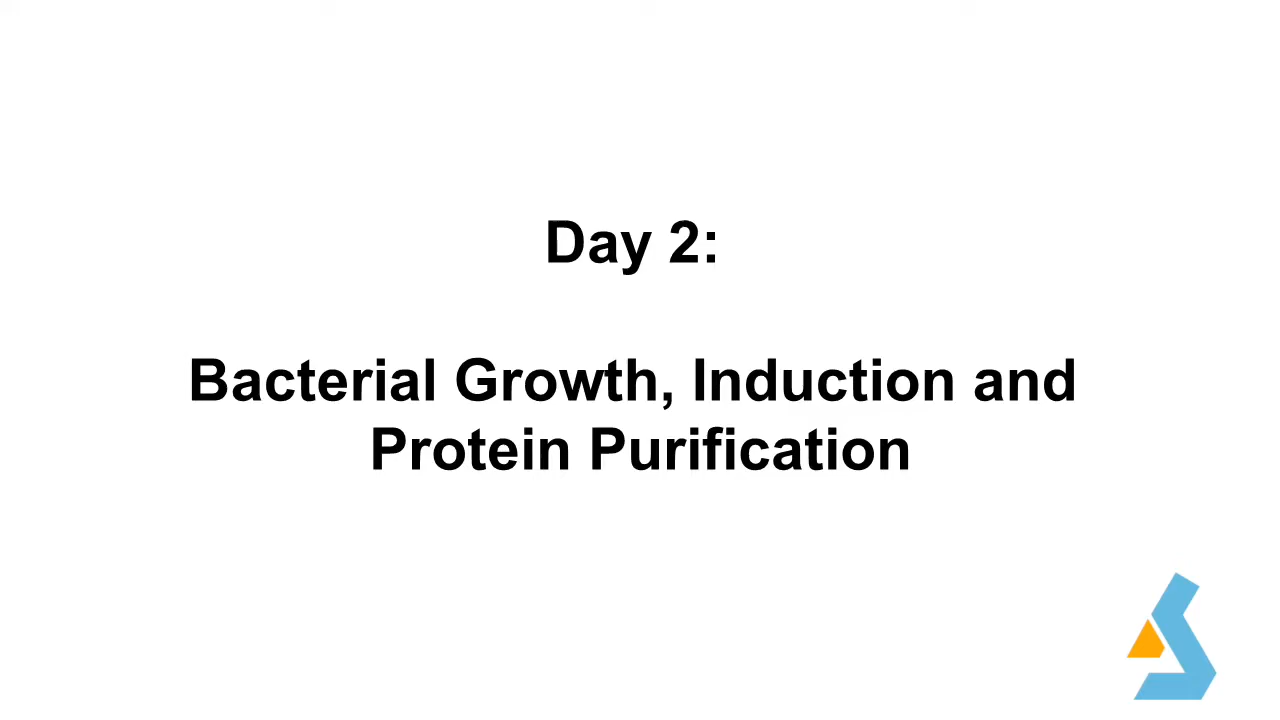 Day 2:
Bacterial Growth, Induction and
Protein Purification